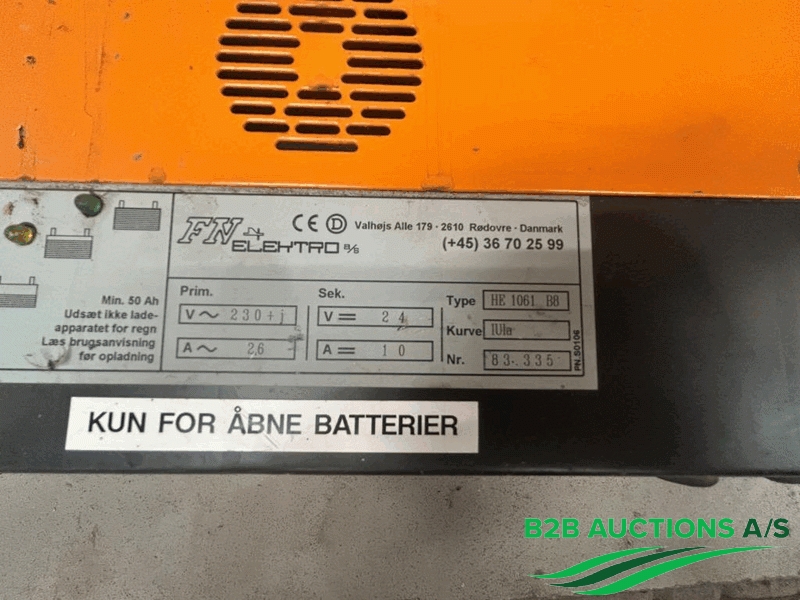 FN
ELEKTRO A/S
CE D
Valhøjs Alle 179 · 2610 Rødovre · Danmark
(+45) 36 70 25 99
Min. 50 Ah
Udsæt ikke lade-
apparatet for regn
Læs brugsanvisning
før opladning
Prim.
V ~ 230+j
A ~ 2,6
Sek.
V = 24
A = 10
Type HE 1061 B8
Kurve IUIa
Nr. 83.335
PN.S0106
KUN FOR ÅBNE BATTERIER
B2B AUCTIONS A/S